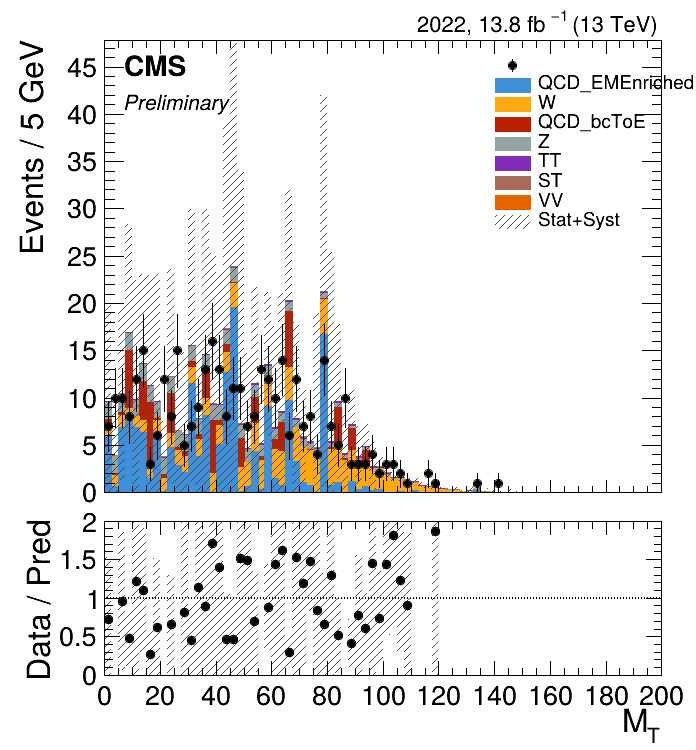 2022, 13.8 fb⁻¹ (13 TeV)
CMS
Preliminary
Events / 5 GeV
45
40
35
30
25
20
15
10
5
0
QCD_EMEnriched
W
QCD_bcToE
Z
TT
ST
VV
Stat+Syst
Data / Pred
2
1.5
1
0.5
0
0 20 40 60 80 100 120 140 160 180 200
M_T